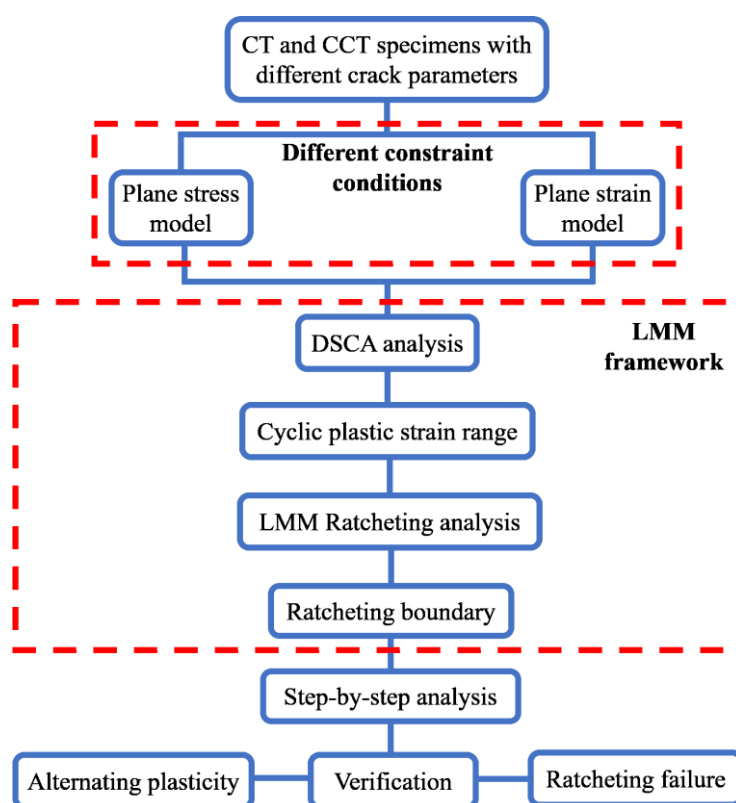 CT and CCT specimens with
different crack parameters
Different constraint
conditions
Plane stress
model
Plane strain
model
DSCA analysis
LMM
framework
Cyclic plastic strain range
LMM Ratcheting analysis
Ratcheting boundary
Step-by-step analysis
Alternating plasticity
Verification
Ratcheting failure